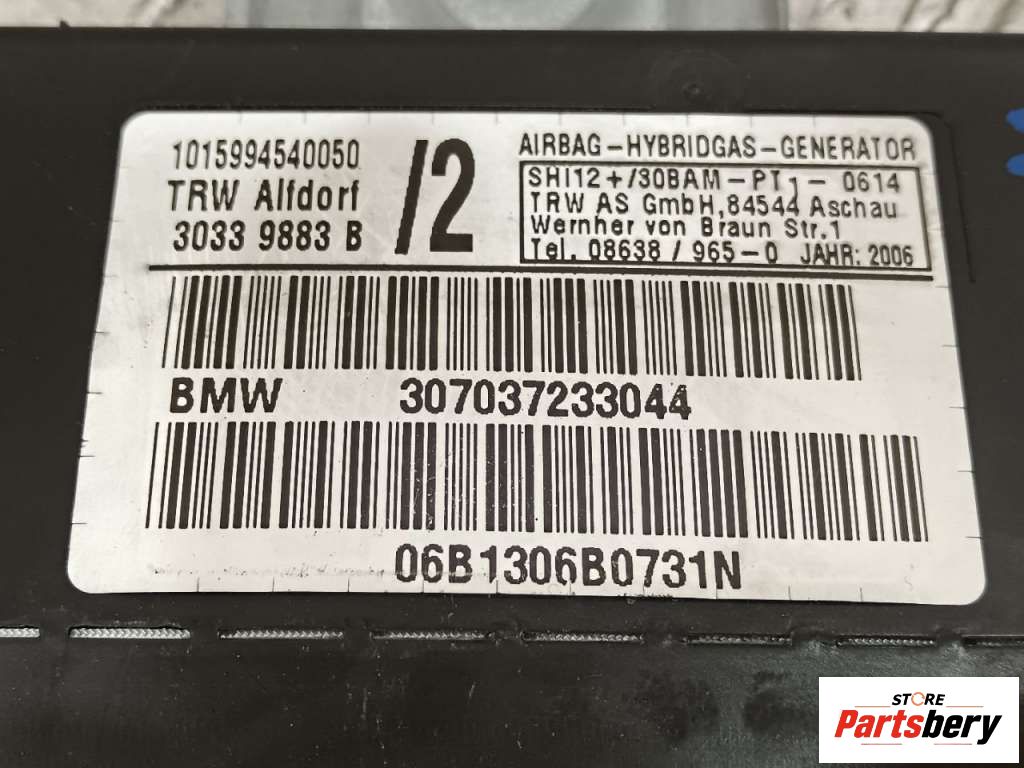 1015994540050
TRW Alfdorf
3033 9883 B
/2
AIRBAG-HYBRIDGAS-GENERATOR
SHI12+/30BAM-PT1-0614
TRW AS GmbH,84544 Aschau
Wernher von Braun Str.1
Tel. 08638 / 965-0 JAHR: 2006
BMW 307037233044
06B1306B0731N
STORE
Partsbery